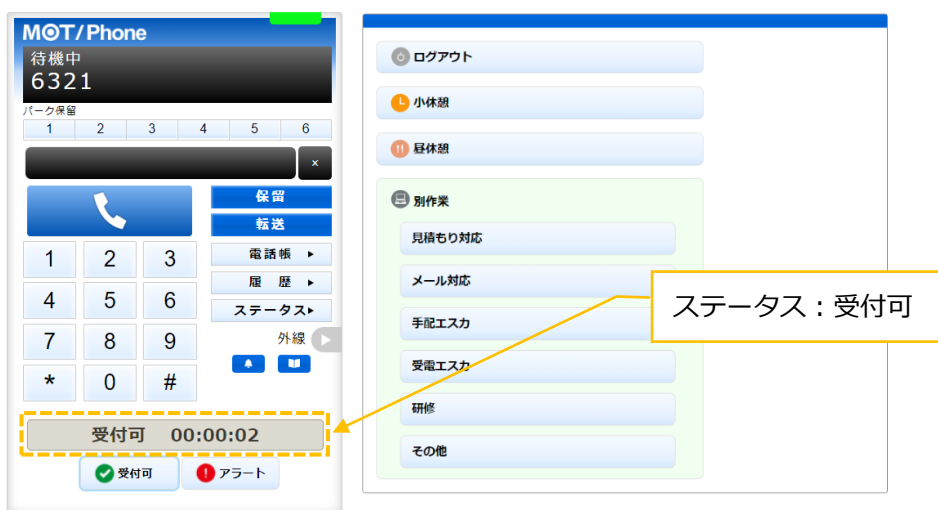 MOT/Phone
待機中
6321
パーク保留
1 2 3 4 5 6
×
保留
転送
電話帳
履 歴
ステータス
外線
1 2 3
4 5 6
7 8 9
* 0 #
受付可 00:00:02
受付可
アラート
ログアウト
小休憩
昼休憩
別作業
見積もり対応
メール対応
手配エスカ
受電エスカ
研修
その他
ステータス：受付可